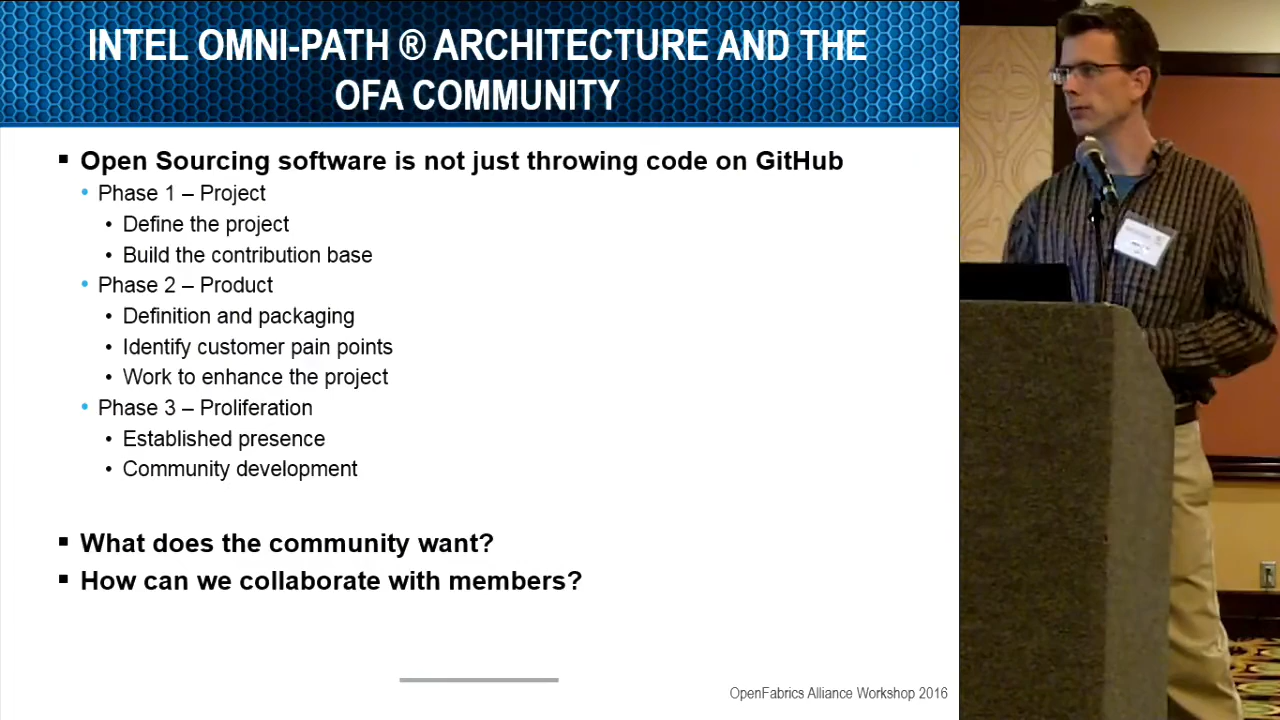 INTEL OMNI-PATH ® ARCHITECTURE AND THE
OFA COMMUNITY
▪ Open Sourcing software is not just throwing code on GitHub
• Phase 1 – Project
• Define the project
• Build the contribution base
• Phase 2 – Product
• Definition and packaging
• Identify customer pain points
• Work to enhance the project
• Phase 3 – Proliferation
• Established presence
• Community development
▪ What does the community want?
▪ How can we collaborate with members?
OpenFabrics Alliance Workshop 2016